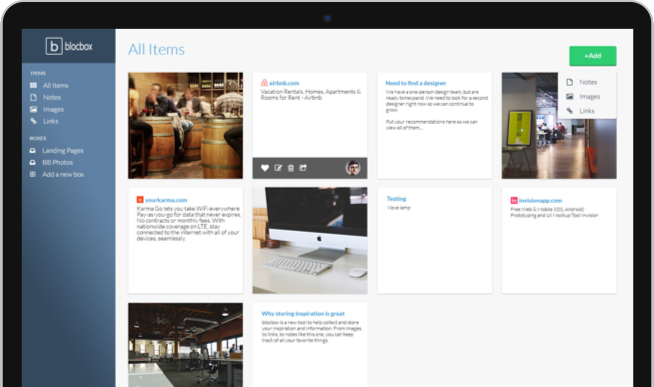 blocbox
All Items
+Add
Notes
Images
Links
ITEMS
All Items
Notes
Images
Links
BOXES
Landing Pages
BB Photos
Add a new box
airbnb.com
Vacation Rentals, Homes, Apartments &
Rooms for Rent - Airbnb
Need to find a designer
We have a one-person design team, but are
ready to expand. We need to look for a second
designer right now so we can continue to
grow.
Put your recommendations here so we can
view all of them...
yourkarma.com
Karma Go lets you take WiFi everywhere
Pay-as-you-go for data that never expires.
No contracts or monthly fees. With
nationwide coverage on LTE, stay
connected to the internet with all of your
devices, seamlessly.
Testing
I love lamp
invisionapp.com
Free Web & Mobile (iOS, Android)
Prototyping and UI Mockup Tool Invision
Why storing inspiration is great
blocbox is a new tool to help collect and store
your inspiration and information. From images,
to links, to notes like this one, you can keep
track of all your favorite things.